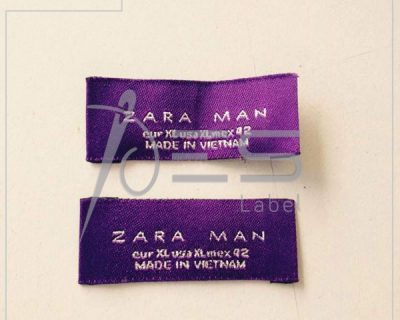 ZARA MAN
eur XL usa XL mex 42
MADE IN VIETNAM
ES
Label
ZARA MAN
eur XL usa XL mex 42
MADE IN VIETNAM